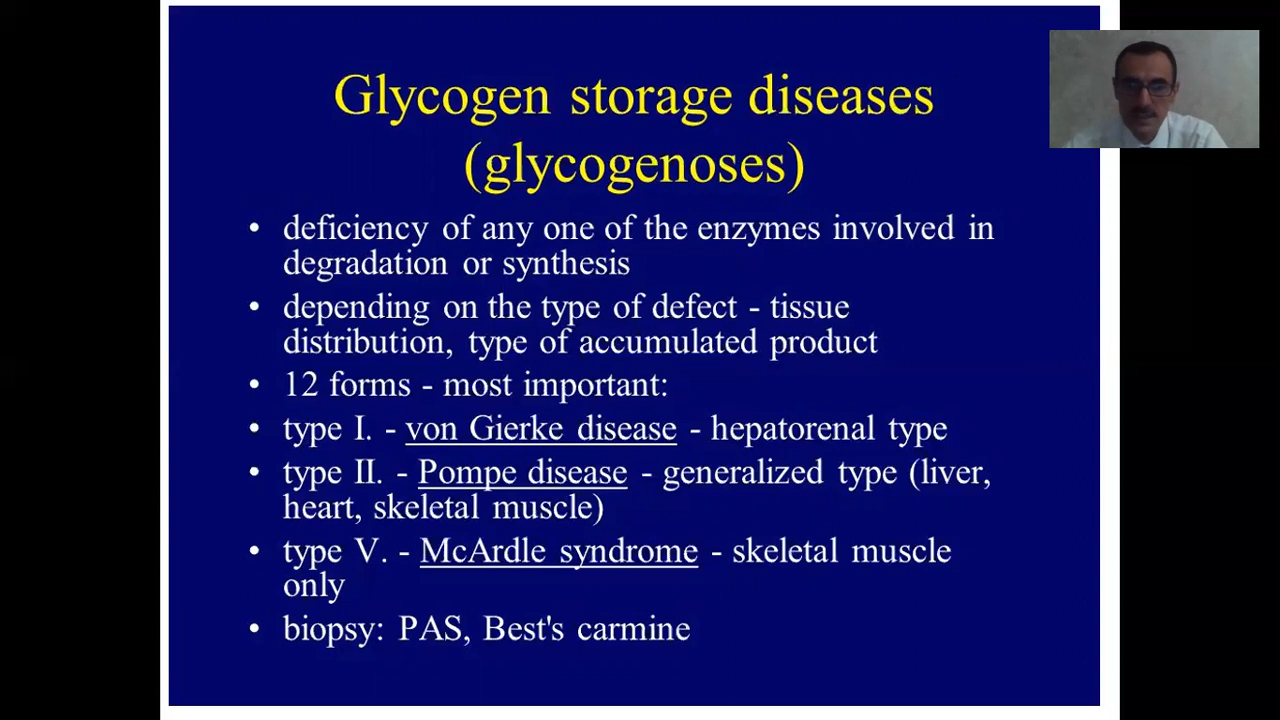 Glycogen storage diseases
(glycogenoses)
• deficiency of any one of the enzymes involved in
degradation or synthesis
• depending on the type of defect - tissue
distribution, type of accumulated product
• 12 forms - most important:
• type I. - von Gierke disease - hepatorenal type
• type II. - Pompe disease - generalized type (liver,
heart, skeletal muscle)
• type V. - McArdle syndrome - skeletal muscle
only
• biopsy: PAS, Best's carmine